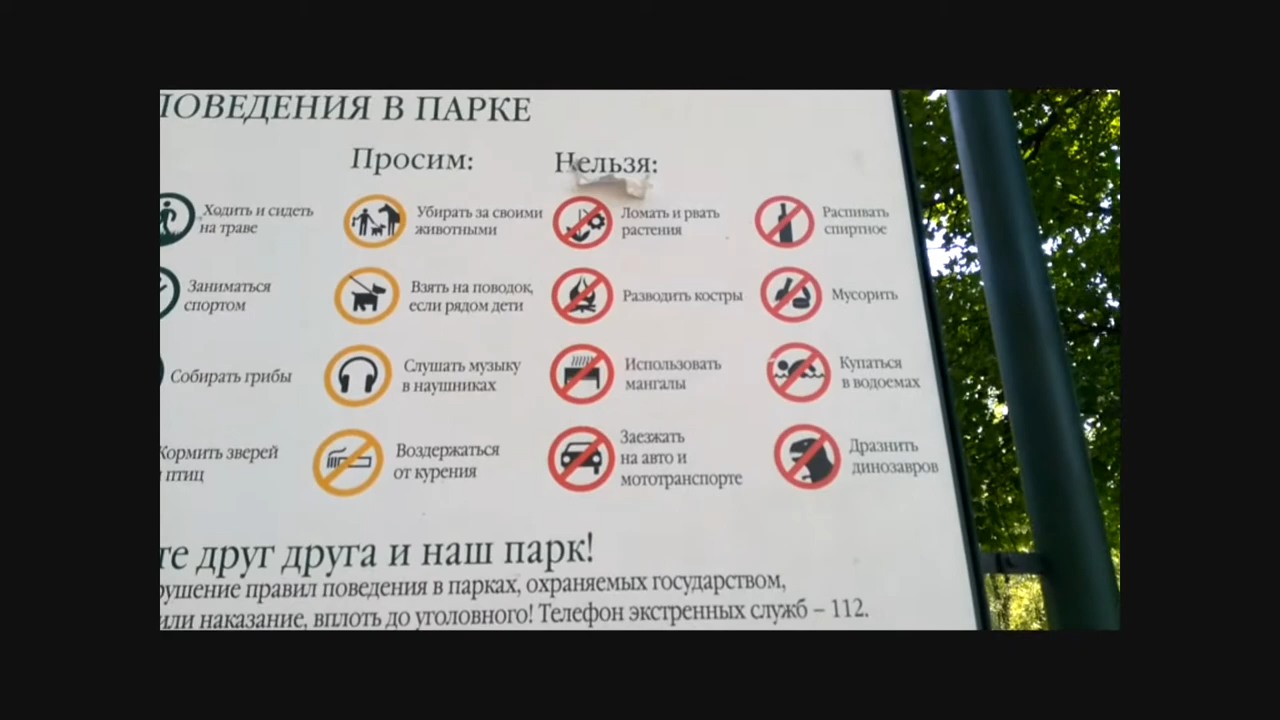 ПОВЕДЕНИЯ В ПАРКЕ
Просим:
Нельзя:
Ходить и сидеть
на траве
Убирать за своими
животными
Ломать и рвать
растения
Распивать
спиртное
Заниматься
спортом
Взять на поводок,
если рядом дети
Разводить костры
Мусорить
Собирать грибы
Слушать музыку
в наушниках
Использовать
мангалы
Купаться
в водоемах
Кормить зверей
птиц
Воздержаться
от курения
Заезжать
на авто и
мототранспорте
Дразнить
динозавров
те друг друга и наш парк!
рушение правил поведения в парках, охраняемых государством,
или наказание, вплоть до уголовного! Телефон экстренных служб – 112.